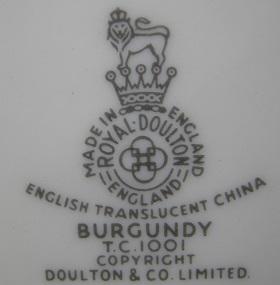 MADE IN ENGLAND
ROYAL·DOULTON
ENGLAND
ENGLISH TRANSLUCENT CHINA
BURGUNDY
T.C.1001
COPYRIGHT
DOULTON & CO. LIMITED.